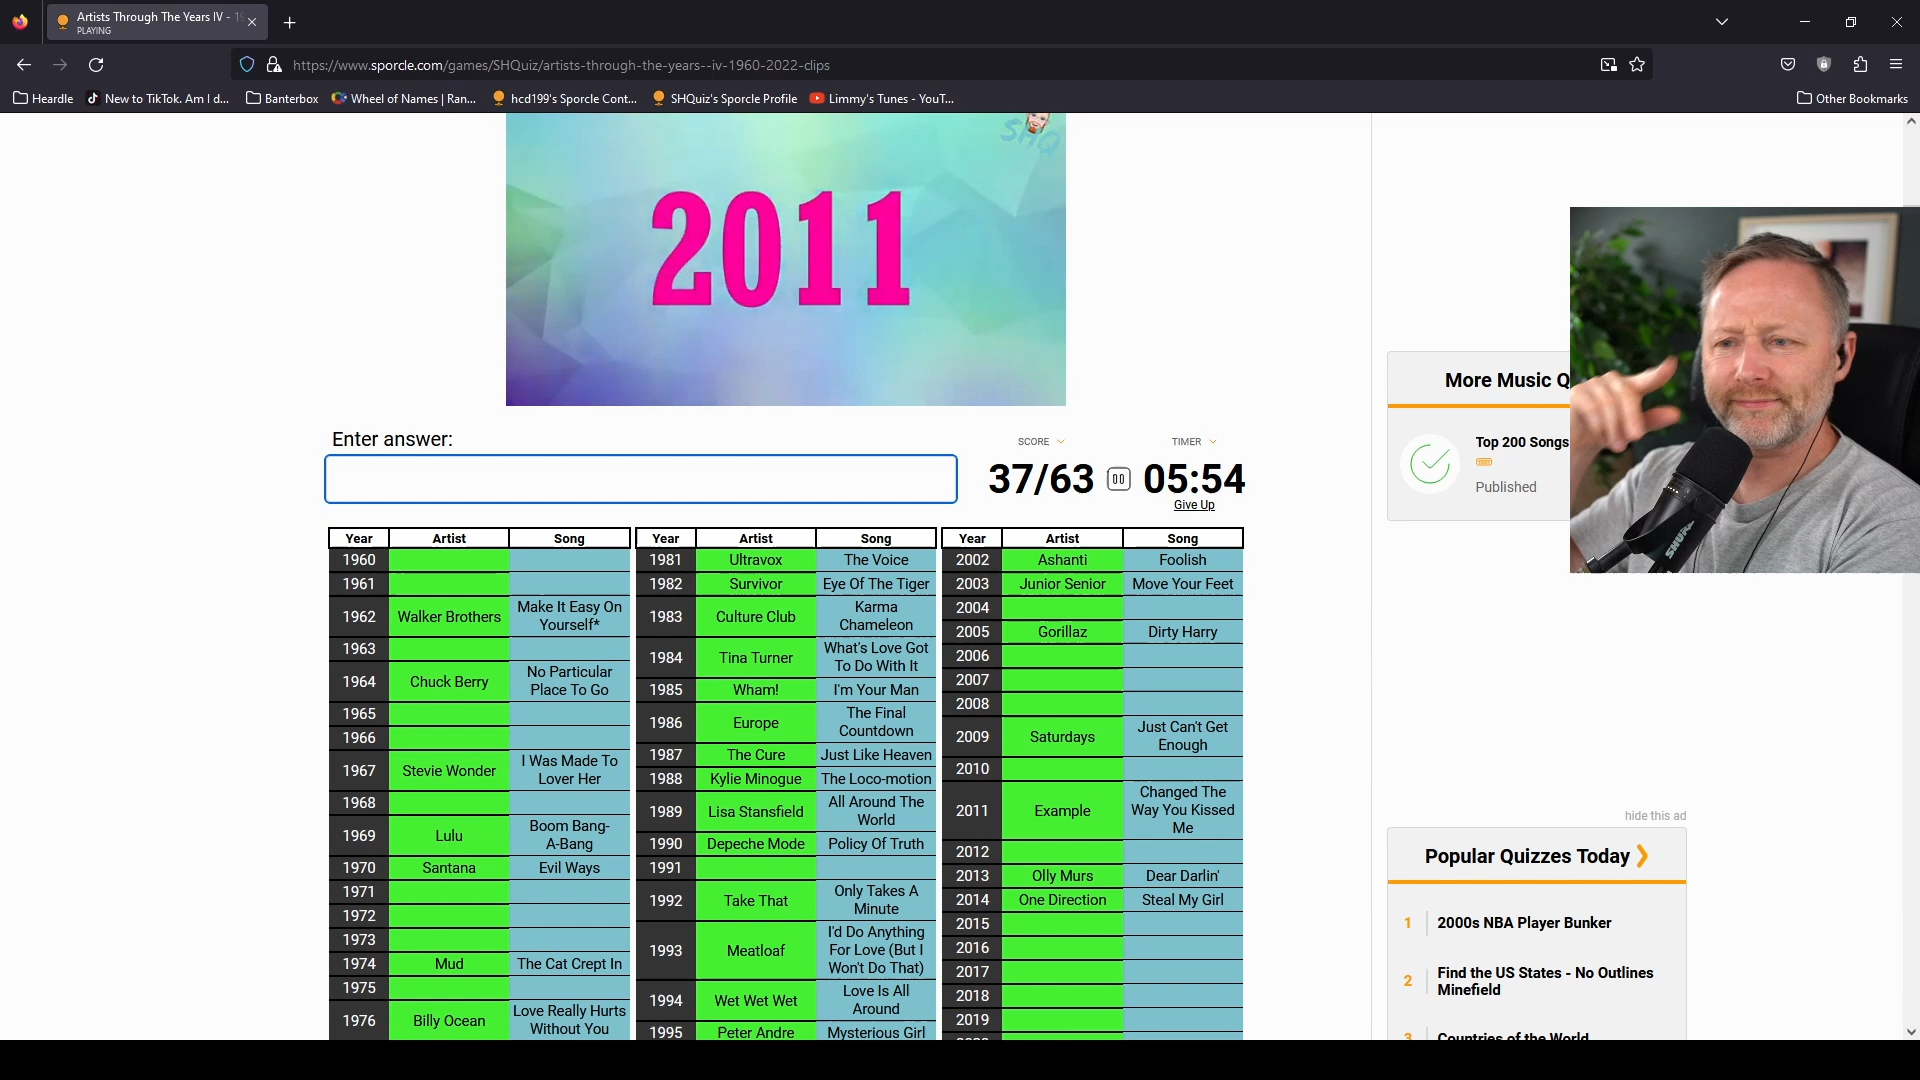 Artists Through The Years IV - 19
PLAYING
https://www.sporcle.com/games/SHQuiz/artists-through-the-years--iv-1960-2022-clips
Heardle
New to TikTok. Am I d...
Banterbox
Wheel of Names | Ran...
hcd199's Sporcle Cont...
SHQuiz's Sporcle Profile
Limmy's Tunes - YouT...
Other Bookmarks
SHQ
2011
Enter answer:
SCORE
TIMER
37/63
05:54
Give Up
Year Artist Song
1960
1961
1962 Walker Brothers Make It Easy On Yourself*
1963
1964 Chuck Berry No Particular Place To Go
1965
1966
1967 Stevie Wonder I Was Made To Lover Her
1968
1969 Lulu Boom Bang-A-Bang
1970 Santana Evil Ways
1971
1972
1973
1974 Mud The Cat Crept In
1975
1976 Billy Ocean Love Really Hurts Without You
Year Artist Song
1981 Ultravox The Voice
1982 Survivor Eye Of The Tiger
1983 Culture Club Karma Chameleon
1984 Tina Turner What's Love Got To Do With It
1985 Wham! I'm Your Man
1986 Europe The Final Countdown
1987 The Cure Just Like Heaven
1988 Kylie Minogue The Loco-motion
1989 Lisa Stansfield All Around The World
1990 Depeche Mode Policy Of Truth
1991
1992 Take That Only Takes A Minute
1993 Meatloaf I'd Do Anything For Love (But I Won't Do That)
1994 Wet Wet Wet Love Is All Around
1995 Peter Andre Mysterious Girl
Year Artist Song
2002 Ashanti Foolish
2003 Junior Senior Move Your Feet
2004
2005 Gorillaz Dirty Harry
2006
2007
2008
2009 Saturdays Just Can't Get Enough
2010
2011 Example Changed The Way You Kissed Me
2012
2013 Olly Murs Dear Darlin'
2014 One Direction Steal My Girl
2015
2016
2017
2018
2019
More Music Q
Top 200 Songs
Published
SHURE
hide this ad
Popular Quizzes Today
1 2000s NBA Player Bunker
2 Find the US States - No Outlines Minefield
3 Countries of the World